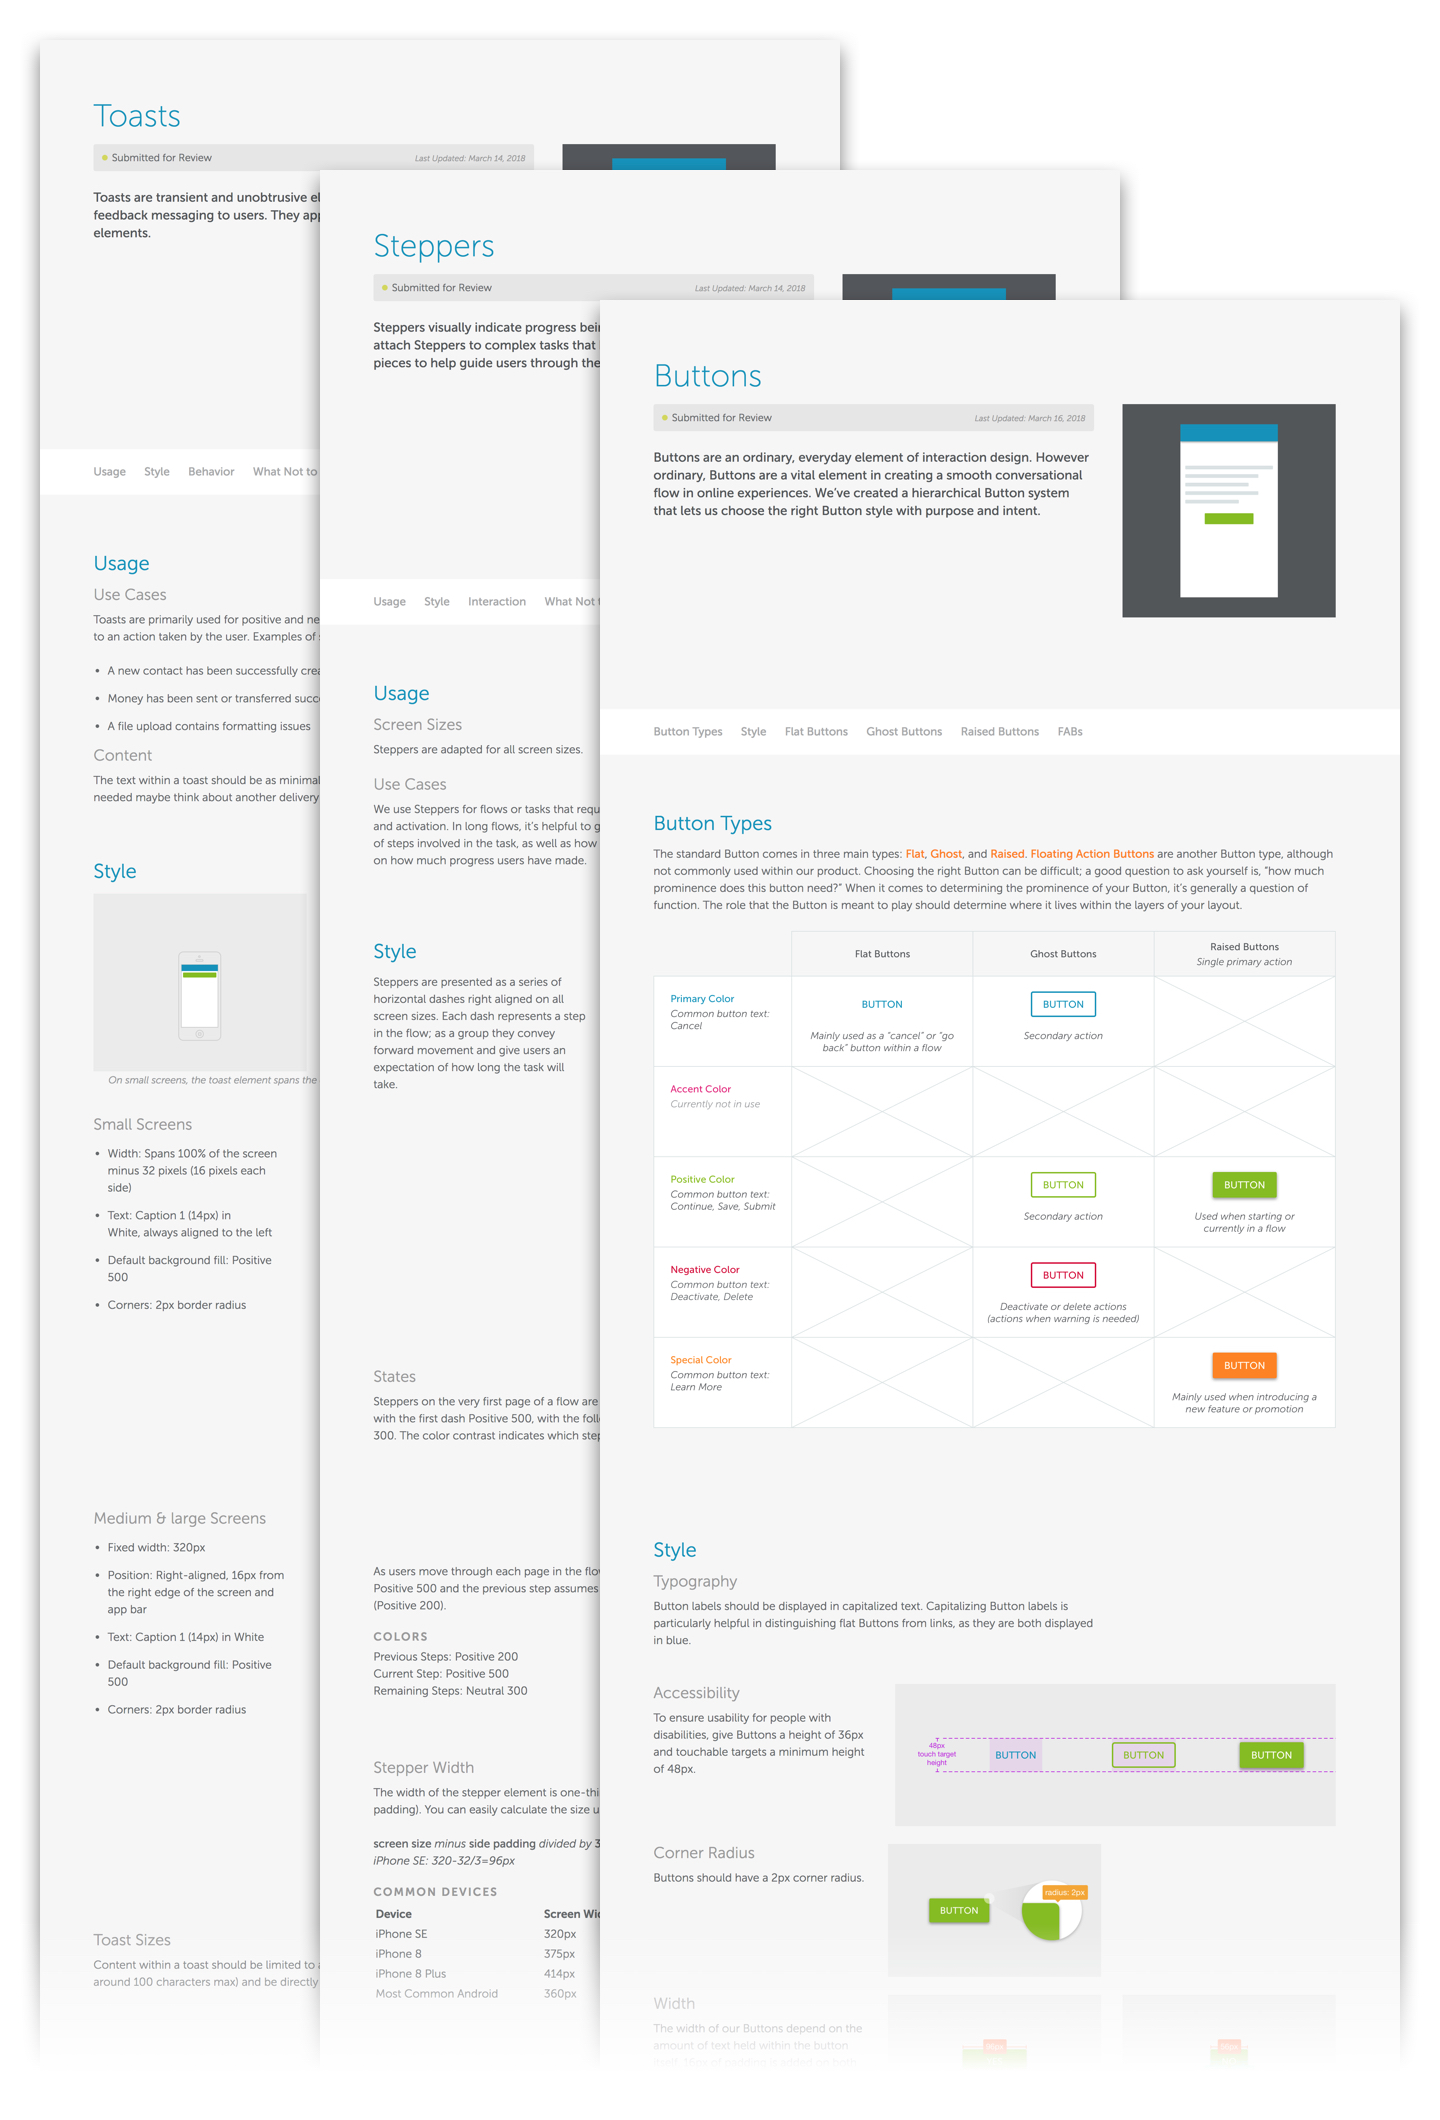 Toasts
Submitted for Review
Last Updated: March 14, 2018
Toasts are transient and unobtrusive
feedback messaging to users. They
elements.
Usage Style Behavior What Not to
Usage
Use Cases
Toasts are primarily used for positive and
to an action taken by the user. Examples of
• A new contact has been successfully
• Money has been sent or transferred
• A file upload contains formatting issues
Content
The text within a toast should be as
needed maybe think about another delivery
Style
On small screens, the toast element spans the
Small Screens
• Width: Spans 100% of the screen
minus 32 pixels (16 pixels each
side)
• Text: Caption 1 (14px) in
White, always aligned to the left
• Default background fill: Positive
500
• Corners: 2px border radius
Medium & large Screens
• Fixed width: 320px
• Position: Right-aligned, 16px from
the right edge of the screen and
app bar
• Text: Caption 1 (14px) in White
• Default background fill: Positive
500
• Corners: 2px border radius
Toast Sizes
Content within a toast should be limited to
around 100 characters max) and be directly
Steppers
Submitted for Review
Last Updated: March 14, 2018
Steppers visually indicate progress
attach Steppers to complex tasks that
pieces to help guide users through the
Usage Style Interaction What Not
Usage
Screen Sizes
Steppers are adapted for all screen sizes.
Use Cases
We use Steppers for flows or tasks that
and activation. In long flows, it's helpful to
of steps involved in the task, as well as how
on how much progress users have made.
Style
Steppers are presented as a series of
horizontal dashes right aligned on all
screen sizes. Each dash represents a step
in the flow; as a group they convey
forward movement and give users an
expectation of how long the task will
take.
States
Steppers on the very first page of a flow are
with the first dash Positive 500, with the
300. The color contrast indicates which
As users move through each page in the
Positive 500 and the previous step assumes
(Positive 200).
COLORS
Previous Steps: Positive 200
Current Step: Positive 500
Remaining Steps: Neutral 300
Stepper Width
The width of the stepper element is
padding). You can easily calculate the size
screen size minus side padding divided by 3
iPhone SE: 320-32/3=96px
COMMON DEVICES
Device Screen
iPhone SE 320px
iPhone 8 375px
iPhone 8 Plus 414px
Most Common Android 360px
Buttons
Submitted for Review
Last Updated: March 16, 2018
Buttons are an ordinary, everyday element of interaction design. However
ordinary, Buttons are a vital element in creating a smooth conversational
flow in online experiences. We've created a hierarchical Button system
that lets us choose the right Button style with purpose and intent.
Button Types Style Flat Buttons Ghost Buttons Raised Buttons FABs
Button Types
The standard Button comes in three main types: Flat, Ghost, and Raised. Floating Action Buttons are another Button type, although
not commonly used within our product. Choosing the right Button can be difficult; a good question to ask yourself is, "how much
prominence does this button need?" When it comes to determining the prominence of your Button, it's generally a question of
function. The role that the Button is meant to play should determine where it lives within the layers of your layout.
Flat Buttons
Ghost Buttons
Raised Buttons
Single primary action
Primary Color
Common button text:
Cancel
BUTTON
Mainly used as a "cancel" or "go
back" button within a flow
BUTTON
Secondary action
Accent Color
Currently not in use
Positive Color
Common button text:
Continue, Save, Submit
BUTTON
Secondary action
BUTTON
Used when starting or
currently in a flow
Negative Color
Common button text:
Deactivate, Delete
BUTTON
Deactivate or delete actions
(actions when warning is needed)
Special Color
Common button text:
Learn More
BUTTON
Mainly used when introducing a
new feature or promotion
Style
Typography
Button labels should be displayed in capitalized text. Capitalizing Button labels is
particularly helpful in distinguishing flat Buttons from links, as they are both displayed
in blue.
Accessibility
To ensure usability for people with
disabilities, give Buttons a height of 36px
and touchable targets a minimum height
of 48px.
48px
touch target
height
BUTTON
BUTTON
BUTTON
Corner Radius
Buttons should have a 2px corner radius.
BUTTON
radius: 2px
Width
The width of our Buttons depend on the
amount of text held within the button